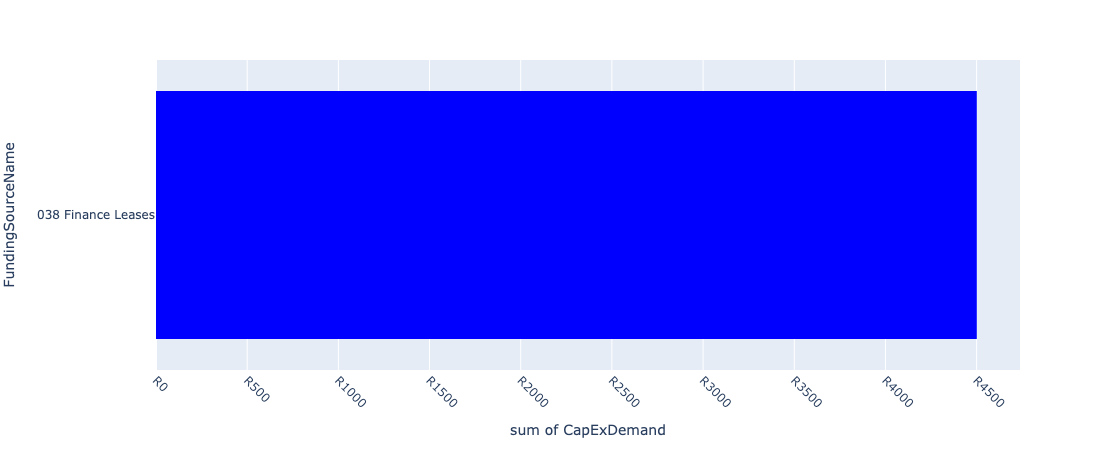 FundingSourceName
038 Finance Leases
R0
R500
R1000
R1500
R2000
R2500
R3000
R3500
R4000
R4500
sum of CapExDemand